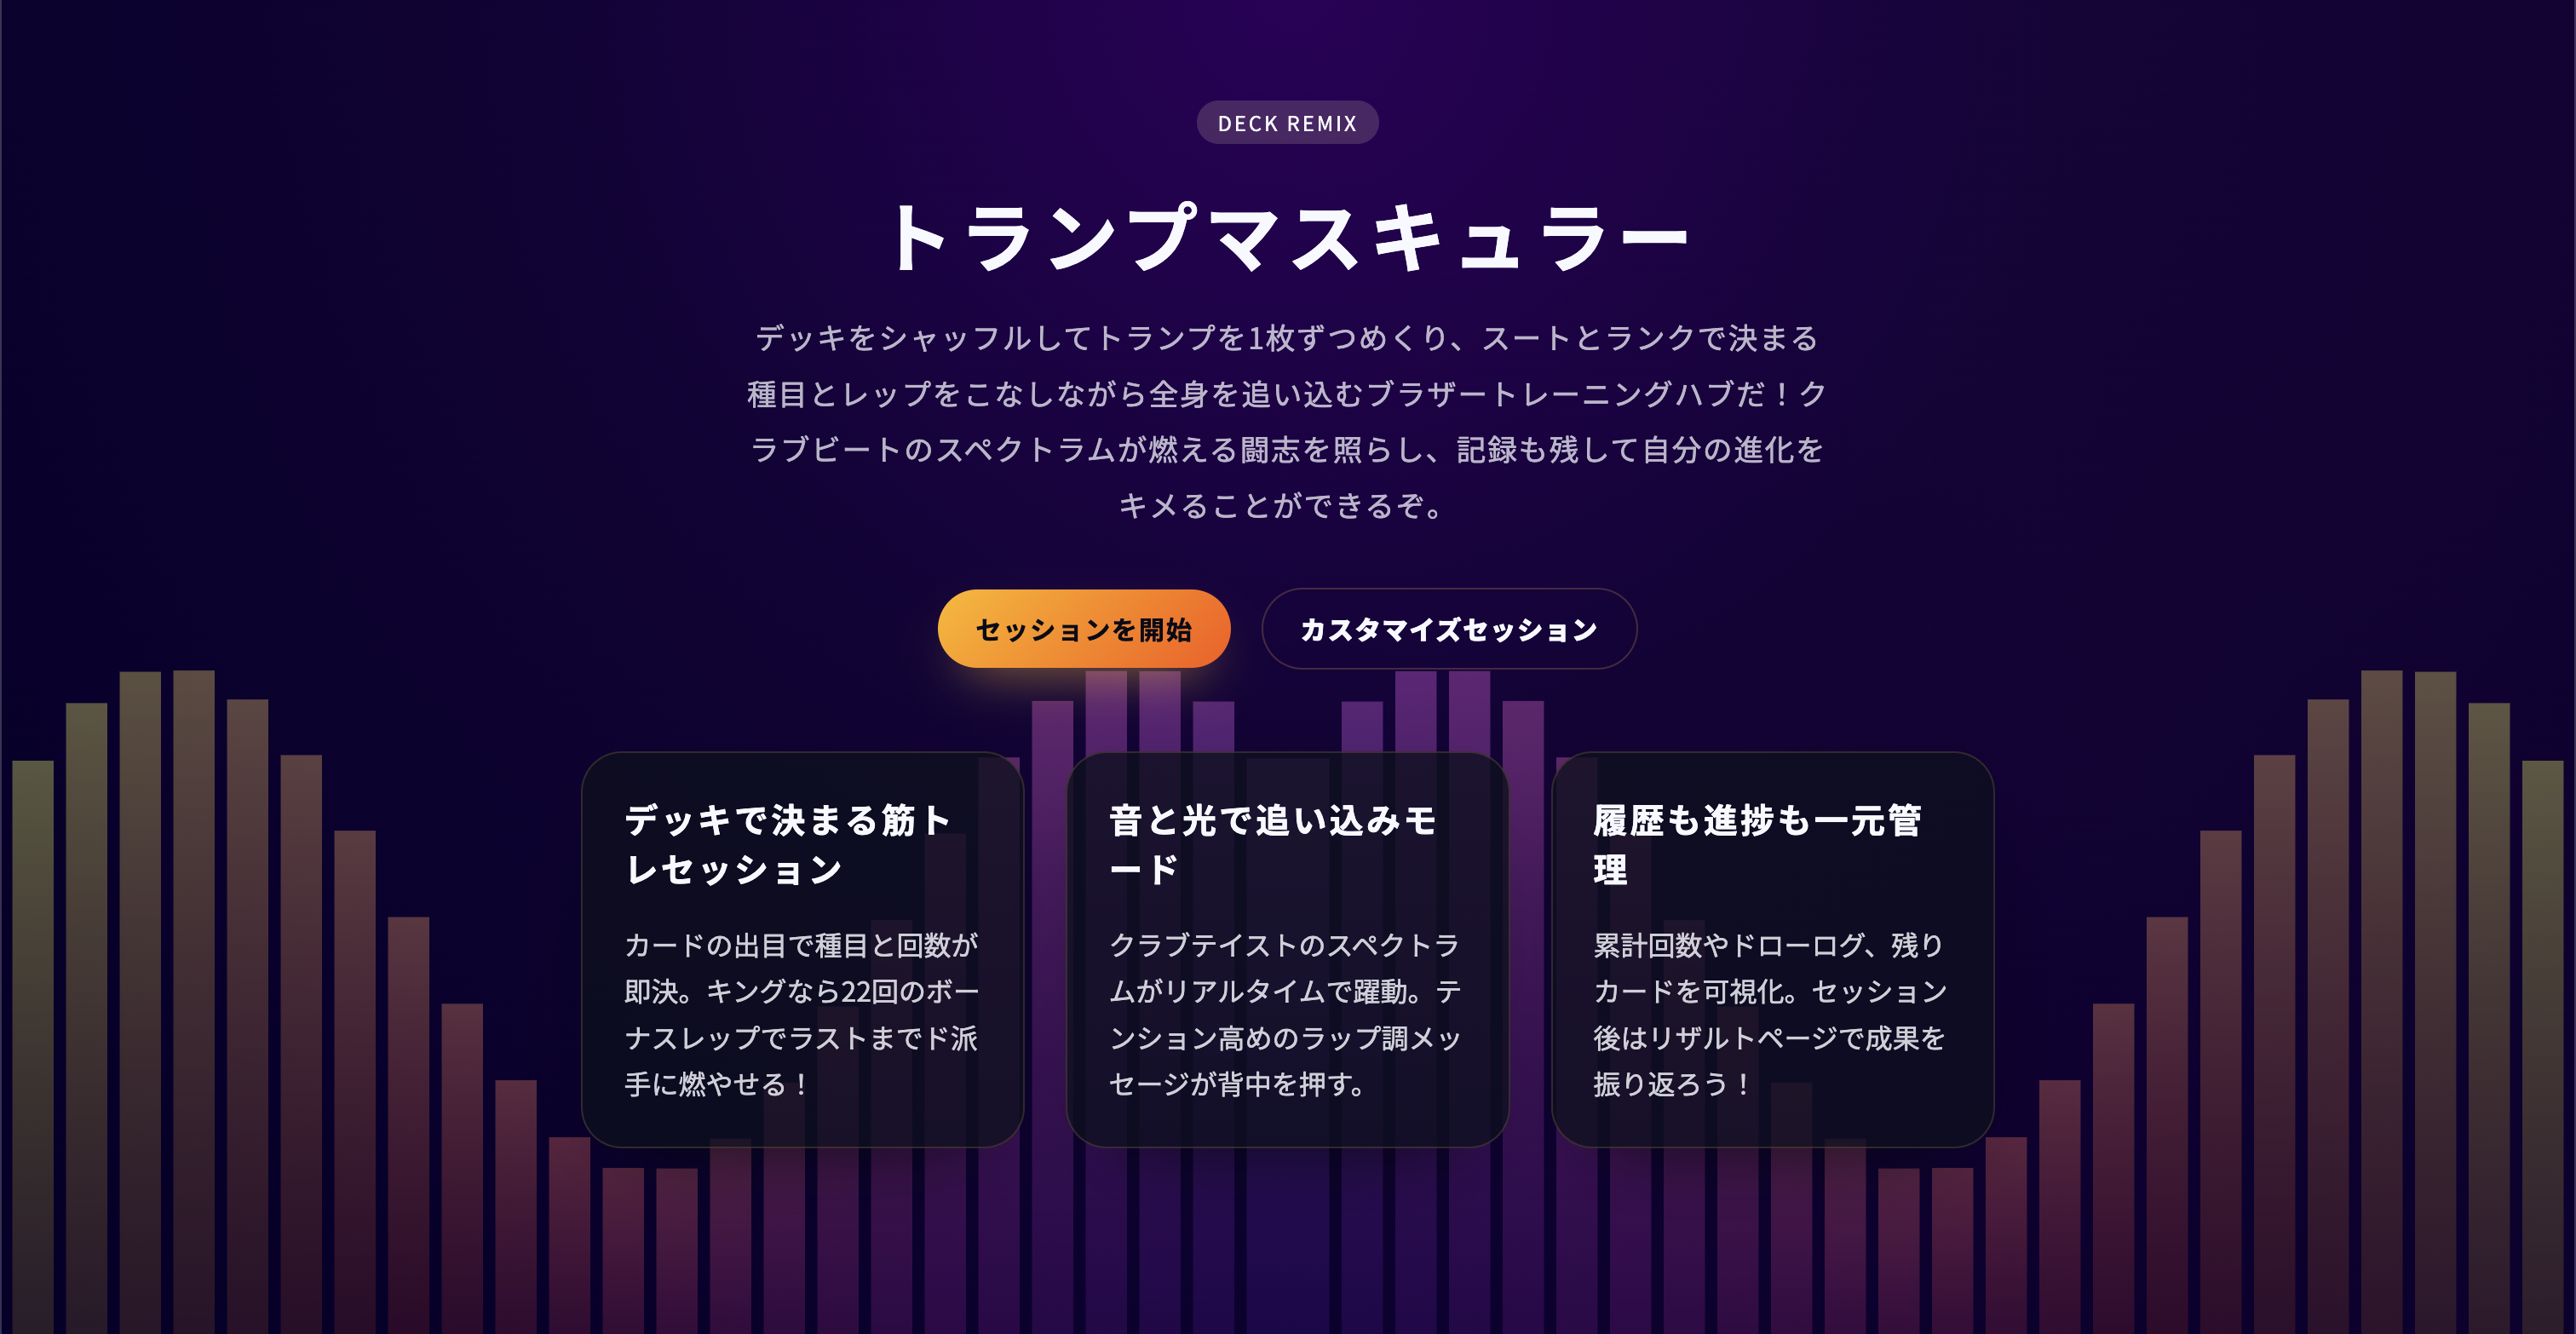 DECK REMIX
トランプマスキュラー
デッキをシャッフルしてトランプを1枚ずつめくり、スートとランクで決まる
種目とレップをこなしながら全身を追い込むブラザートレーニングハブだ！ク
ラブビートのスペクトラムが燃える闘志を照らし、記録も残して自分の進化を
キメることができるぞ。
セッションを開始
カスタマイズセッション
デッキで決まる筋ト
レセッション
カードの出目で種目と回数が
即決。キングなら22回のボー
ナスレップでラストまでド派
手に燃やせる！
音と光で追い込みモ
ード
クラブテイストのスペクトラ
ムがリアルタイムで躍動。テ
ンション高めのラップ調メッ
セージが背中を押す。
履歴も進捗も一元管
理
累計回数やドローログ、残り
カードを可視化。セッション
後はリザルトページで成果を
振り返ろう！